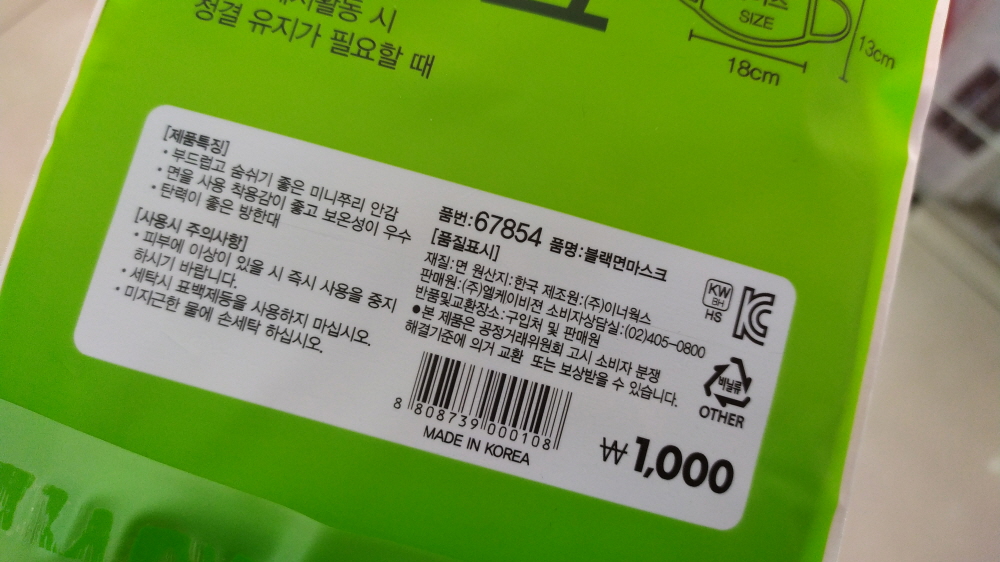 시
청결 유지가 필요할 때
SIZE
18cm
13cm
[제품특징]
• 부드럽고 숨쉬기 좋은 미니쭈리 안감
• 면을 사용 착용감이 좋고 보온성이 우수
• 탄력이 좋은 방한대
[사용시 주의사항]
• 피부에 이상이 있을 시 즉시 사용을 중지
하시기 바랍니다.
• 세탁시 표백제등을 사용하지 마십시오.
• 미지근한 물에 손세탁 하십시오.
품번:67854 품명:블랙면마스크
[품질표시]
재질:면 원산지:한국 제조원:(주)이너웍스
판매원:(주)엘케이비젼 소비자상담실:(02)405-0800
반품및교환장소:구입처 및 판매원
●본 제품은 공정거래위원회 고시 소비자 분쟁
해결기준에 의거 교환 또는 보상받을 수 있습니다.
KW
BH
HS
비닐류
OTHER
8 808739 000108
MADE IN KOREA
₩1,000